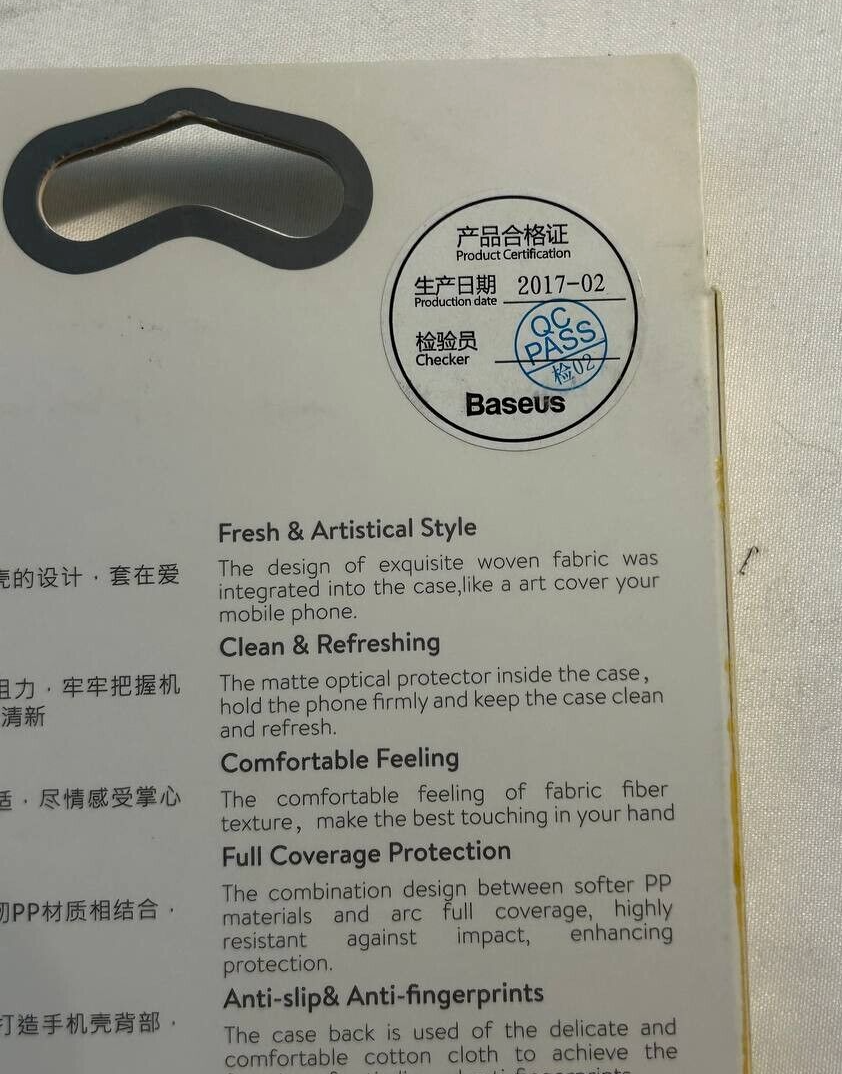 产品合格证
Product Certification
生产日期 2017-02
Production date
检验员
Checker
QC
PASS
检02
Baseus
Fresh & Artistical Style
The design of exquisite woven fabric was
integrated into the case,like a art cover your
mobile phone.
Clean & Refreshing
The matte optical protector inside the case,
hold the phone firmly and keep the case clean
and refresh.
Comfortable Feeling
The comfortable feeling of fabric fiber
texture, make the best touching in your hand
Full Coverage Protection
The combination design between softer PP
materials and arc full coverage, highly
resistant against impact, enhancing
protection.
Anti-slip& Anti-fingerprints
The case back is used of the delicate and
comfortable cotton cloth to achieve the
的设计，套在爱
力，牢牢把握机
清新
，尽情感受掌心
PP材质相结合，
打造手机壳背部，